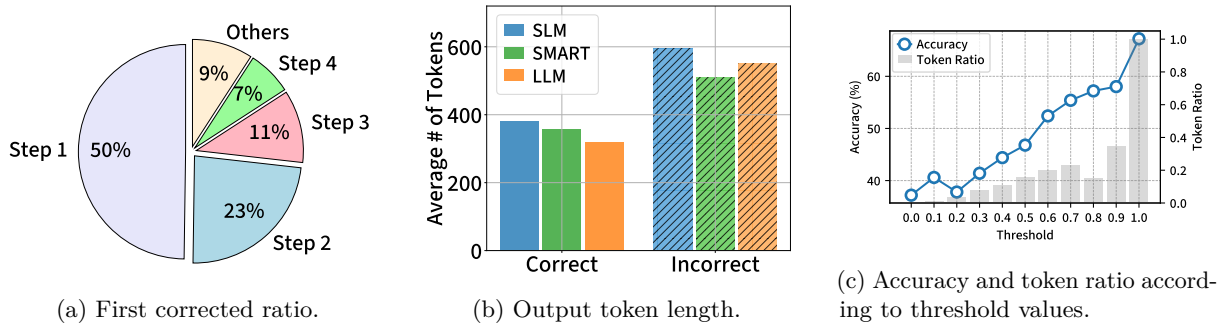 Others
9%
Step 4
7%
Step 3
11%
Step 1
50%
23%
Step 2
(a) First corrected ratio.
Average # of Tokens
600
400
200
0
SLM
SMART
LLM
Correct
Incorrect
(b) Output token length.
Accuracy (%)
60
50
40
Accuracy
Token Ratio
1.0
0.8
0.6
0.4
0.2
0.0
Token Ratio
0.0 0.1 0.2 0.3 0.4 0.5 0.6 0.7 0.8 0.9 1.0
Threshold
(c) Accuracy and token ratio accord-
ing to threshold values.